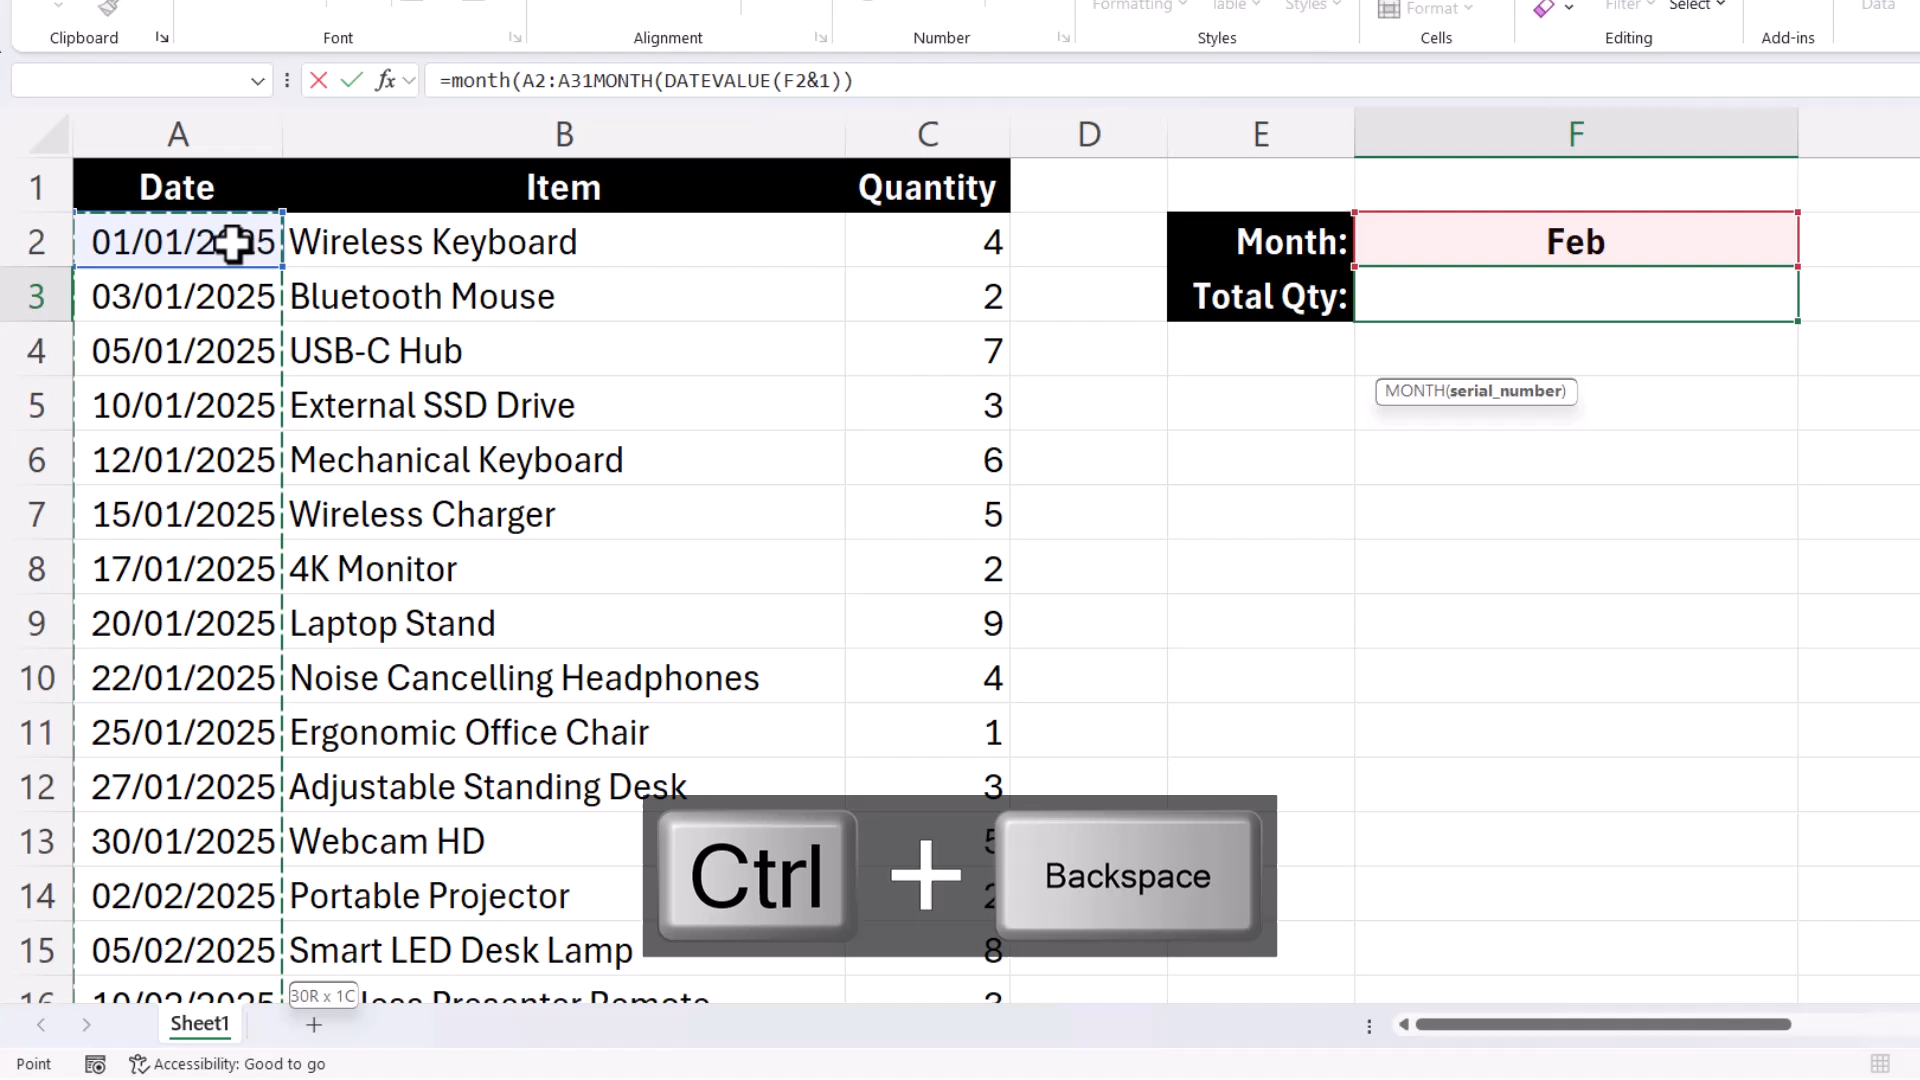 Formatting Table Styles Format Filter Select Data
Clipboard Font Alignment Number Styles Cells Editing Add-ins
fx =month(A2:A31MONTH(DATEVALUE(F2&1))
A B C D E F
1 Date Item Quantity
2 01/01/2025 Wireless Keyboard 4 Month: Feb
3 03/01/2025 Bluetooth Mouse 2 Total Qty:
4 05/01/2025 USB-C Hub 7
MONTH(serial_number)
5 10/01/2025 External SSD Drive 3
6 12/01/2025 Mechanical Keyboard 6
7 15/01/2025 Wireless Charger 5
8 17/01/2025 4K Monitor 2
9 20/01/2025 Laptop Stand 9
10 22/01/2025 Noise Cancelling Headphones 4
11 25/01/2025 Ergonomic Office Chair 1
12 27/01/2025 Adjustable Standing Desk 3
13 30/01/2025 Webcam HD 5
Ctrl + Backspace
14 02/02/2025 Portable Projector 2
15 05/02/2025 Smart LED Desk Lamp 8
16 10/02/2025 Presenter Remote
30R x 1C
Sheet1
Point Accessibility: Good to go